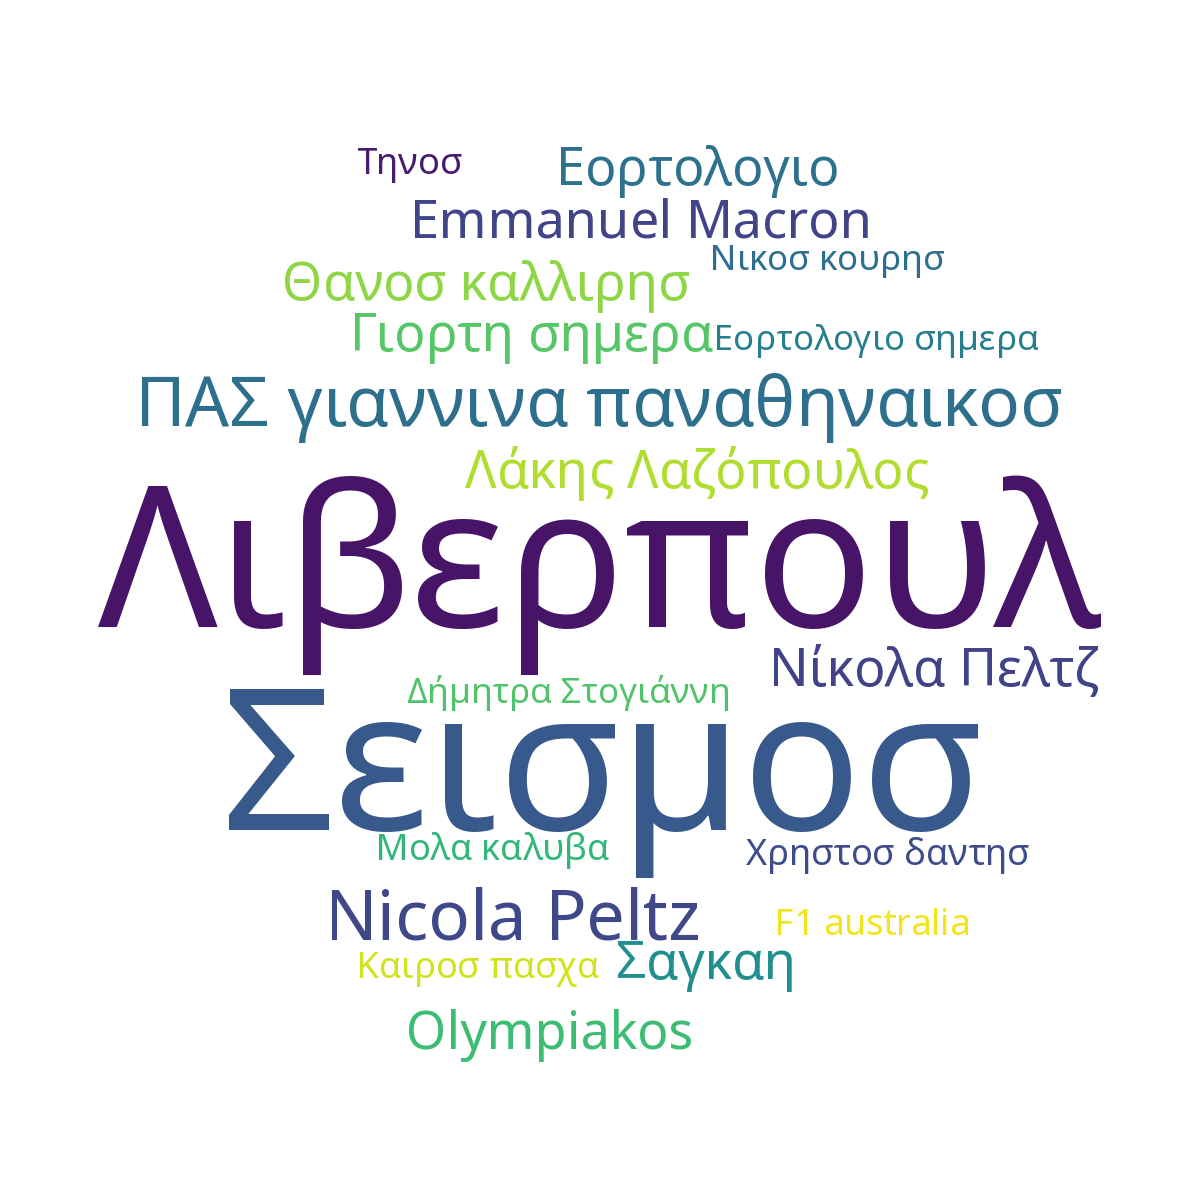 Τηνοσ
Εορτολογιο
Emmanuel Macron
Νικοσ κουρησ
Θανοσ καλλιρησ
Γιορτη σημερα
Εορτολογιο σημερα
ΠΑΣ γιαννινα παναθηναικοσ
Λάκης Λαζόπουλος
Λιβερπουλ
Νίκολα Πελτζ
Δήμητρα Στογιάννη
Σεισμοσ
Μολα καλυβα
Χρηστοσ δαντησ
Nicola Peltz
F1 australia
Καιροσ πασχα
Σαγκαη
Olympiakos